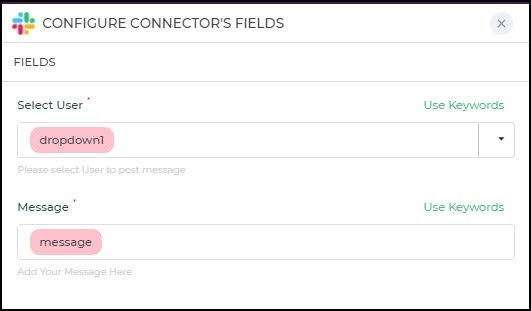 CONFIGURE CONNECTOR'S FIELDS
FIELDS
Select User * Use Keywords
dropdown1
Please select User to post message
Message * Use Keywords
message
Add Your Message Here